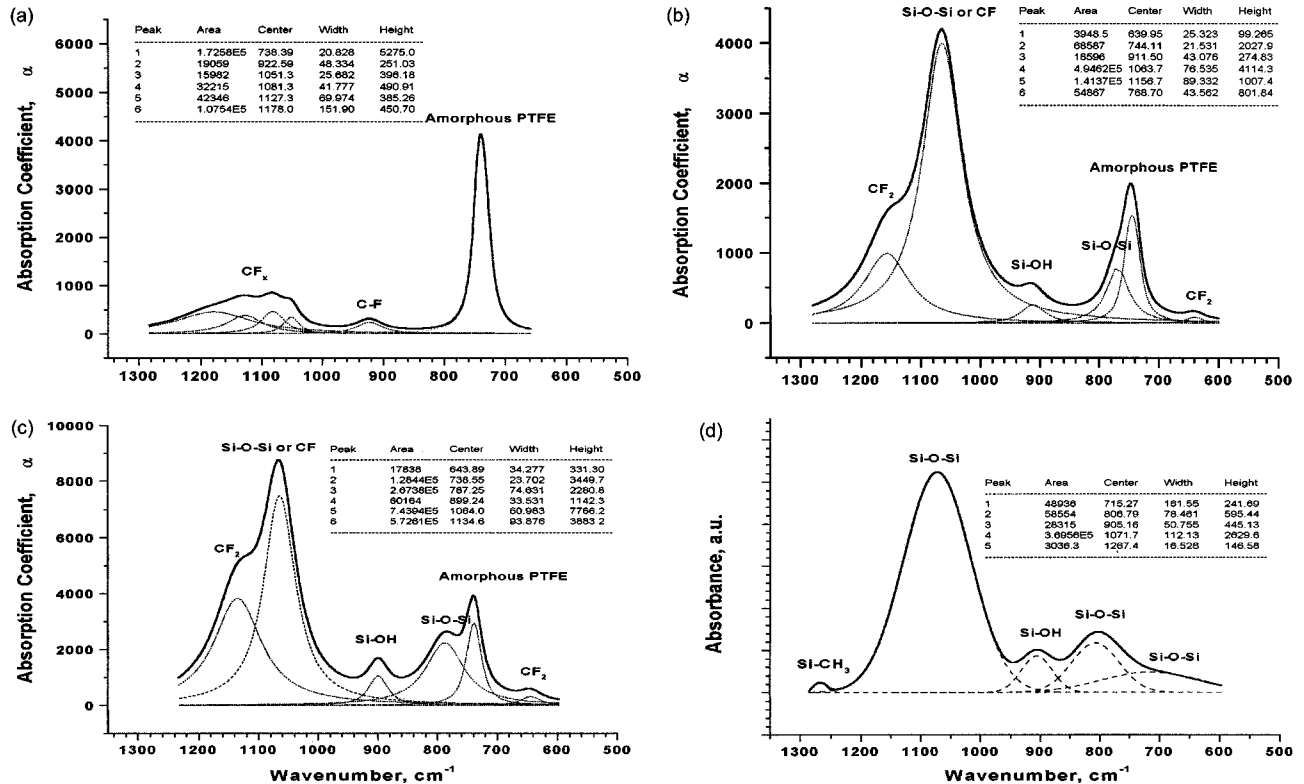 (a)
Peak Area Center Width Height
1 1.7258E5 738.39 20.828 5275.0
2 19059 922.59 48.334 251.03
3 15982 1051.3 25.682 396.18
4 32215 1081.3 41.777 490.91
5 42346 1127.3 69.974 385.26
6 1.0754E5 1178.0 151.90 450.70
Amorphous PTFE
CFx
C-F
Absorption Coefficient, α
6000
5000
4000
3000
2000
1000
0
1300 1200 1100 1000 900 800 700 600 500
(b)
Si-O-Si or CF
Peak Area Center Width Height
1 3948.5 639.95 25.323 99.265
2 68587 744.11 21.531 2027.9
3 18596 911.50 43.076 274.83
4 4.9462E5 1063.7 76.535 4114.3
5 1.4137E5 1156.7 89.332 1007.4
6 54867 768.70 43.562 801.84
CF2
Amorphous PTFE
Si-OH
Si-O-Si
CF2
Absorption Coefficient, α
4000
3000
2000
1000
0
1300 1200 1100 1000 900 800 700 600 500
(c)
Si-O-Si or CF
Peak Area Center Width Height
1 17838 643.89 34.277 331.30
2 1.2844E5 738.55 23.702 3449.7
3 2.6738E5 787.25 74.631 2280.8
4 60164 899.24 33.531 1142.3
5 7.4394E5 1064.0 60.983 7766.2
6 5.7261E5 1134.6 93.876 3883.2
CF2
Amorphous PTFE
Si-OH
Si-O-Si
CF2
Absorption Coefficient, α
10000
8000
6000
4000
2000
0
1300 1200 1100 1000 900 800 700 600 500
Wavenumber, cm-1
(d)
Si-O-Si
Peak Area Center Width Height
1 48936 715.27 161.55 241.69
2 58554 806.79 78.461 595.44
3 28315 905.16 50.755 445.13
4 3.6956E5 1071.7 112.13 2629.6
5 3036.3 1267.4 16.528 146.58
Si-CH3
Si-OH
Si-O-Si
Si-O-Si
Absorbance, a.u.
1300 1200 1100 1000 900 800 700 600 500
Wavenumber, cm-1